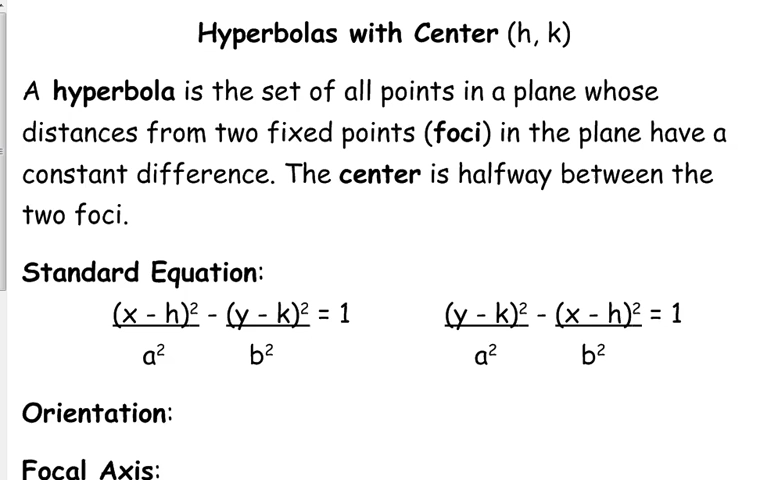 Hyperbolas with Center (h, k)
A hyperbola is the set of all points in a plane whose
distances from two fixed points (foci) in the plane have a
constant difference. The center is halfway between the
two foci.
Standard Equation:
(x - h)² - (y - k)² = 1 (y - k)² - (x - h)² = 1
a² b² a² b²
Orientation:
Focal Axis: